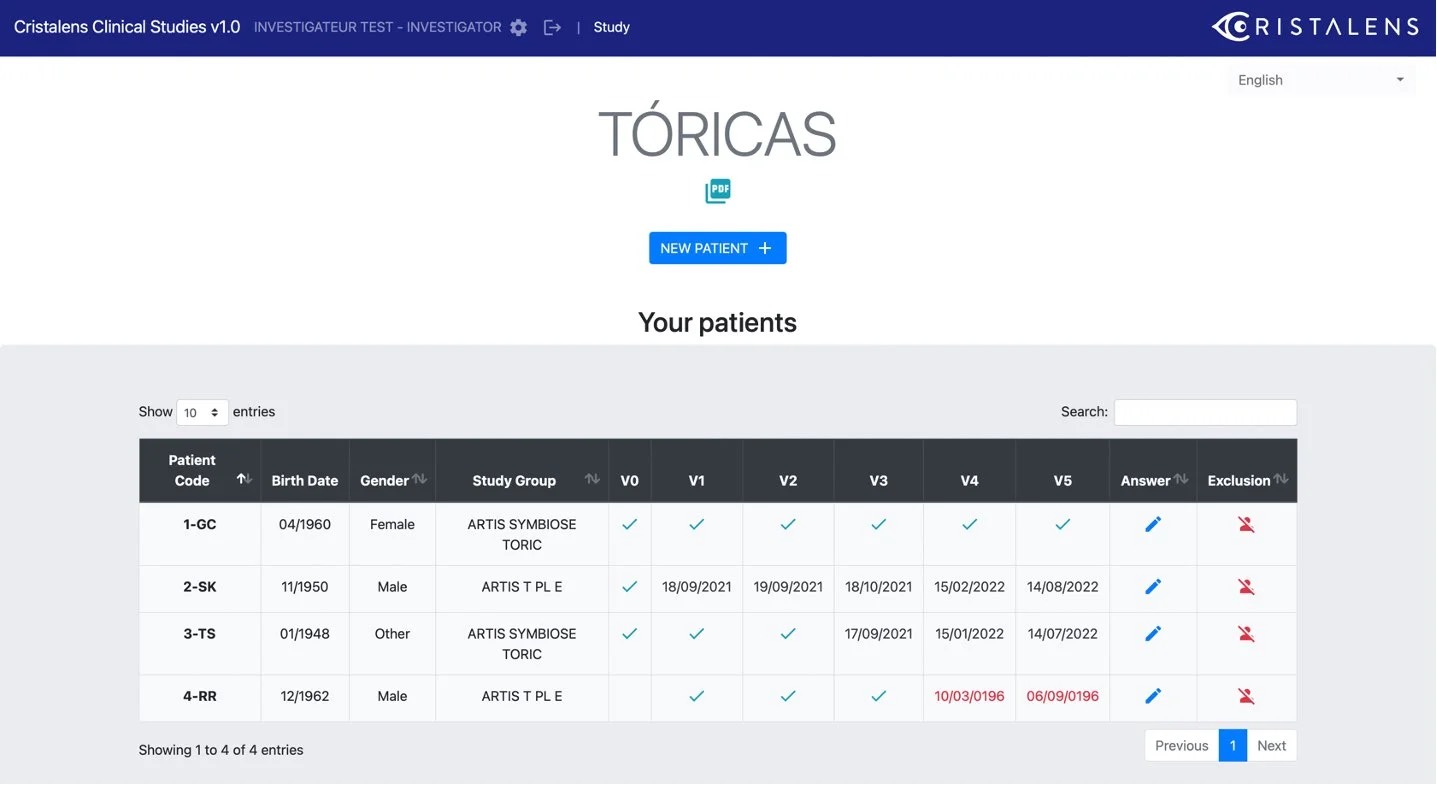 Cristalens Clinical Studies v1.0 INVESTIGATEUR TEST - INVESTIGATOR | Study CRISTALENS
English
TÓRICAS
PDF
NEW PATIENT +
Your patients
Show 10 entries Search:
Patient Code Birth Date Gender Study Group V0 V1 V2 V3 V4 V5 Answer Exclusion
1-GC 04/1960 Female ARTIS SYMBIOSE TORIC
2-SK 11/1950 Male ARTIS T PL E 18/09/2021 19/09/2021 18/10/2021 15/02/2022 14/08/2022
3-TS 01/1948 Other ARTIS SYMBIOSE TORIC 17/09/2021 15/01/2022 14/07/2022
4-RR 12/1962 Male ARTIS T PL E 10/03/0196 06/09/0196
Showing 1 to 4 of 4 entries Previous 1 Next